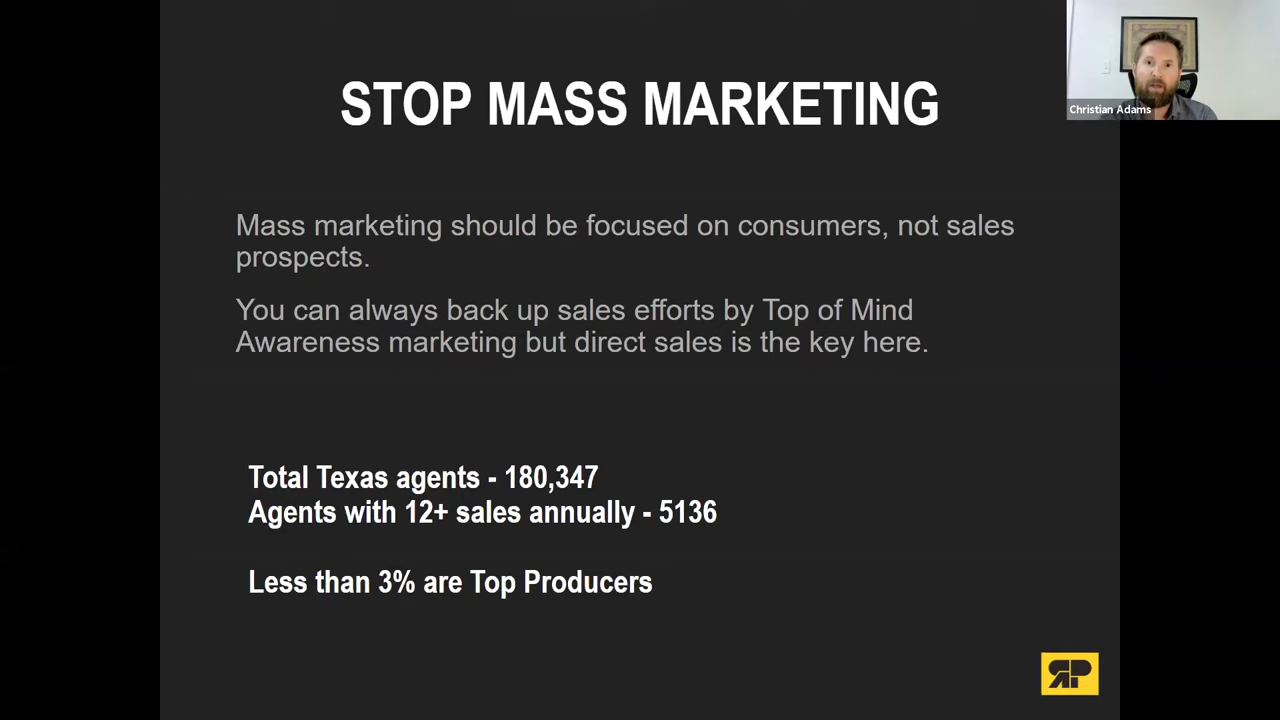 STOP MASS MARKETING
Christian Adams
Mass marketing should be focused on consumers, not sales
prospects.
You can always back up sales efforts by Top of Mind
Awareness marketing but direct sales is the key here.
Total Texas agents - 180,347
Agents with 12+ sales annually - 5136
Less than 3% are Top Producers